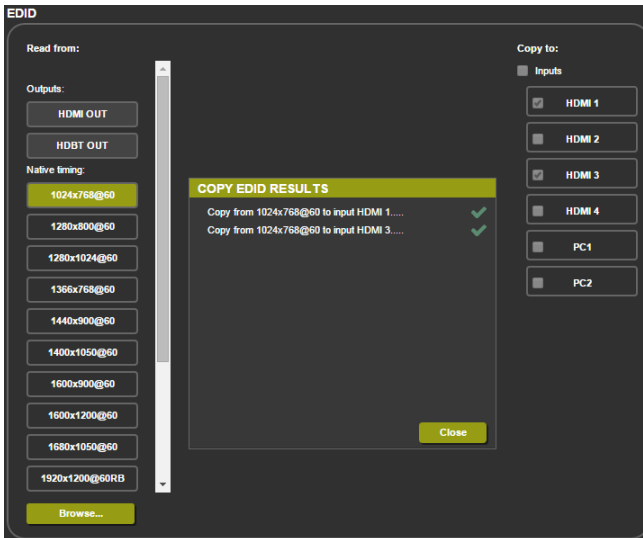 EDID
Read from:
Outputs:
HDMI OUT
HDBT OUT
Native timing:
1024x768@60
1280x800@60
1280x1024@60
1366x768@60
1440x900@60
1400x1050@60
1600x900@60
1600x1200@60
1680x1050@60
1920x1200@60RB
Browse...
COPY EDID RESULTS
Copy from 1024x768@60 to input HDMI 1.....
Copy from 1024x768@60 to input HDMI 3.....
Close
Copy to:
Inputs
HDMI 1
HDMI 2
HDMI 3
HDMI 4
PC1
PC2